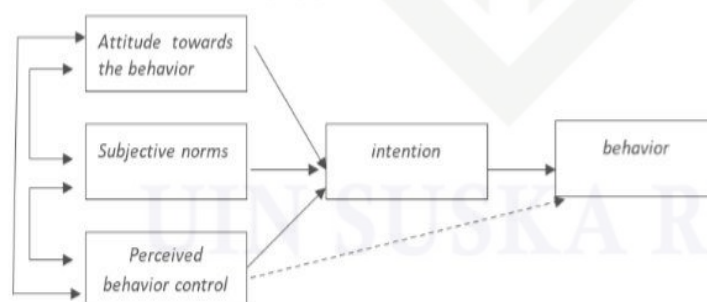 Attitude towards
the behavior
Subjective norms
intention
behavior
Perceived
behavior control
UIN SUSKA R